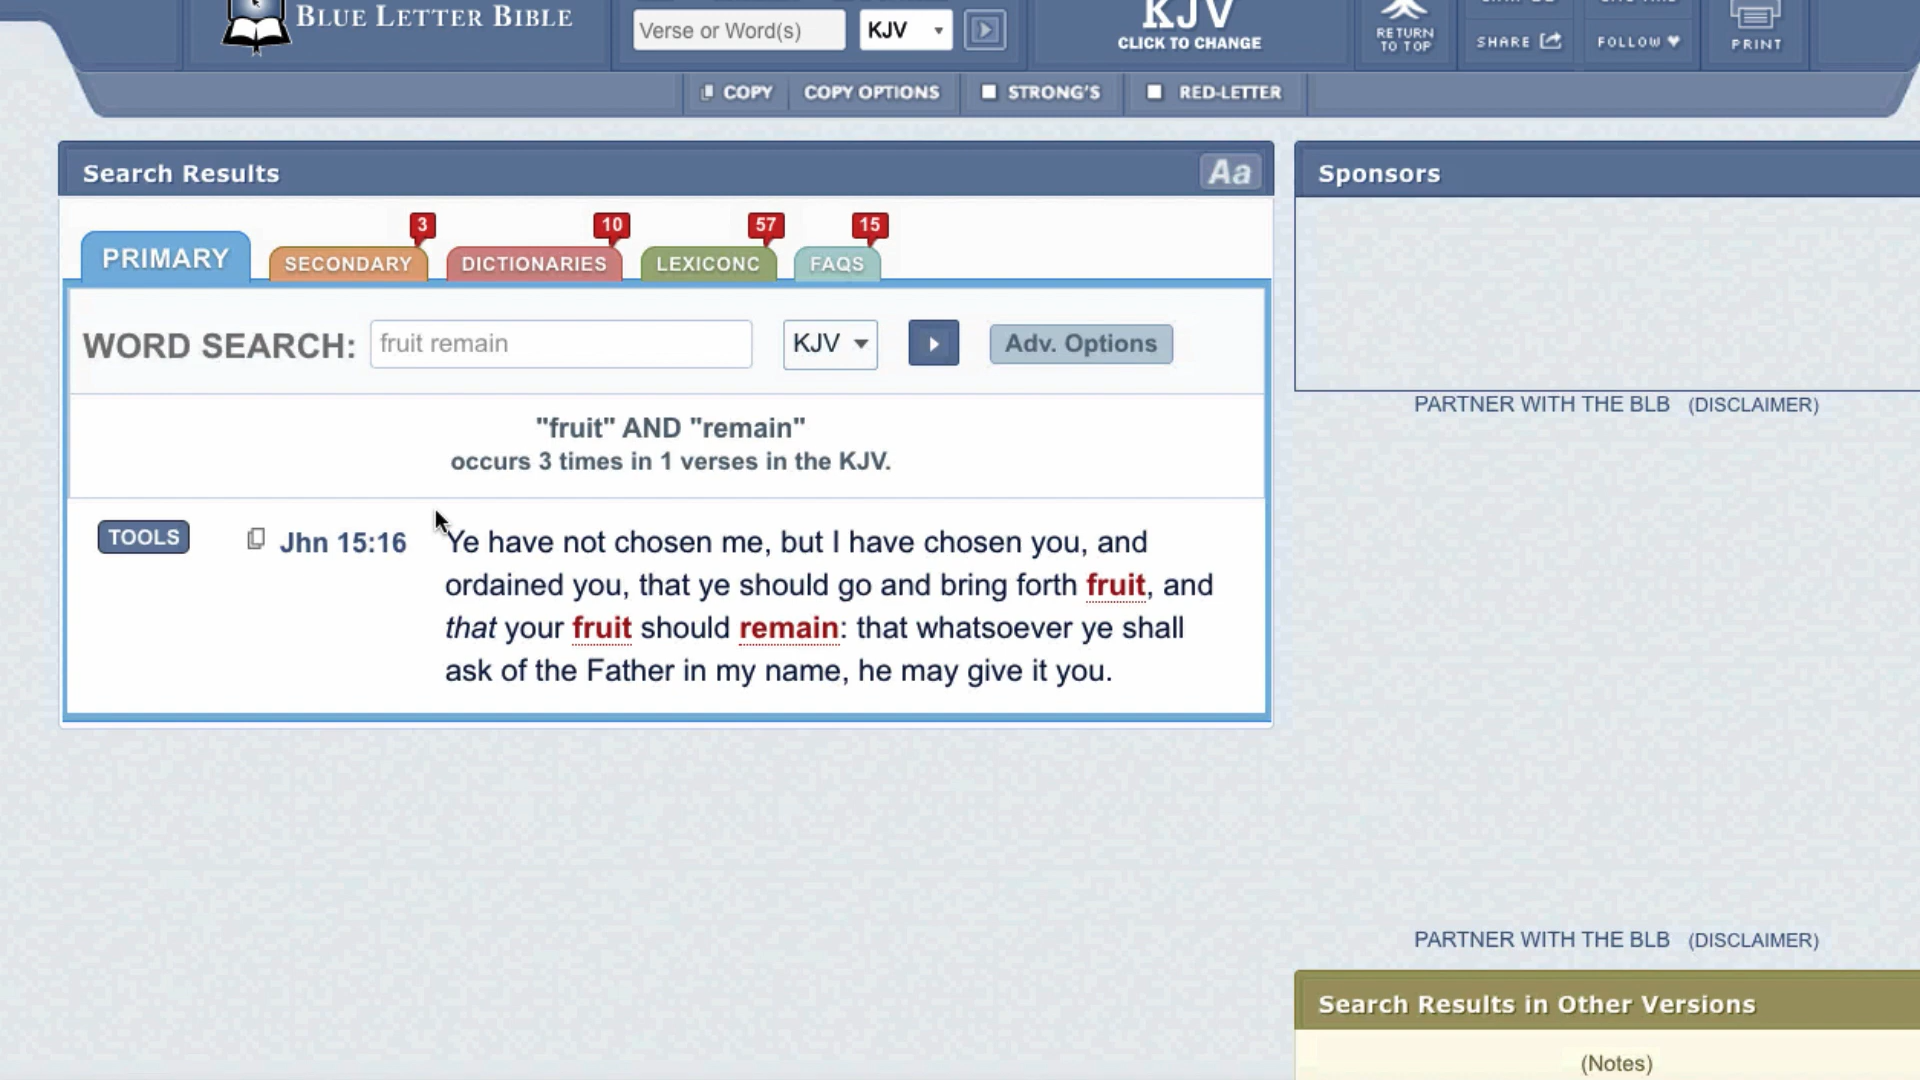 BLUE LETTER BIBLE
Verse or Word(s)
KJV
KJV
CLICK TO CHANGE
RETURN
TO TOP
SHARE
FOLLOW
PRINT
COPY
COPY OPTIONS
STRONG'S
RED-LETTER
Search Results
Aa
Sponsors
3
10
57
15
PRIMARY
SECONDARY
DICTIONARIES
LEXICONC
FAQS
WORD SEARCH:
fruit remain
KJV
Adv. Options
PARTNER WITH THE BLB (DISCLAIMER)
"fruit" AND "remain"
occurs 3 times in 1 verses in the KJV.
TOOLS
Jhn 15:16
Ye have not chosen me, but I have chosen you, and
ordained you, that ye should go and bring forth fruit, and
that your fruit should remain: that whatsoever ye shall
ask of the Father in my name, he may give it you.
PARTNER WITH THE BLB (DISCLAIMER)
Search Results in Other Versions
(Notes)